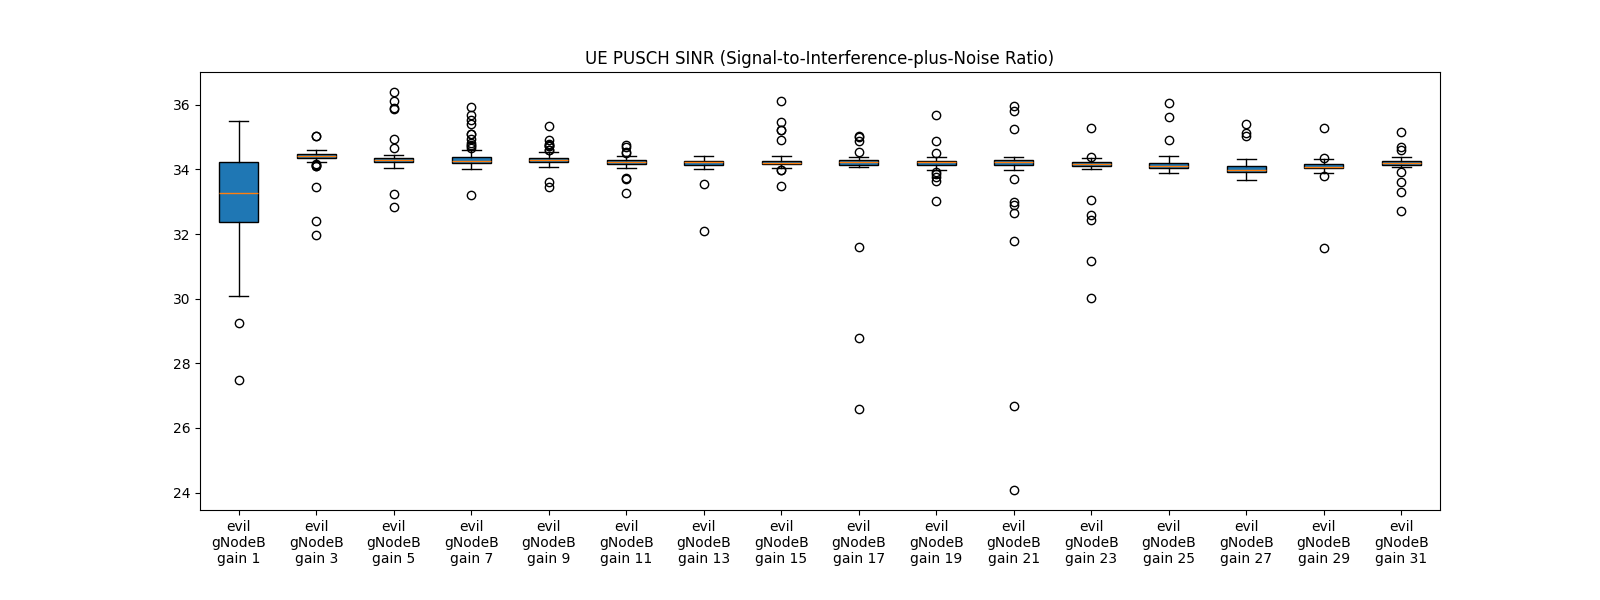 UE PUSCH SINR (Signal-to-Interference-plus-Noise Ratio)
36
34
32
30
28
26
24
evil evil evil evil evil evil evil evil evil evil evil evil evil evil evil evil
gNodeB gNodeB gNodeB gNodeB gNodeB gNodeB gNodeB gNodeB gNodeB gNodeB gNodeB gNodeB gNodeB gNodeB gNodeB gNodeB
gain 1 gain 3 gain 5 gain 7 gain 9 gain 11 gain 13 gain 15 gain 17 gain 19 gain 21 gain 23 gain 25 gain 27 gain 29 gain 31